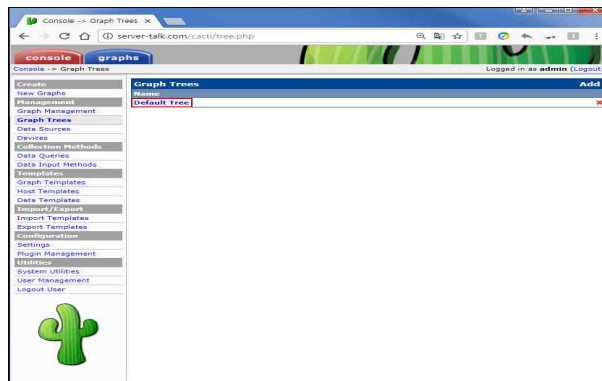 Console -> Graph Trees
server-talk.com/cacti/tree.php
console graphs
Console -> Graph Trees
Logged in as admin (Logout
Create
New Graphs
Management
Graph Management
Graph Trees
Data Sources
Devices
Collection Methods
Data Queries
Data Input Methods
Templates
Graph Templates
Host Templates
Data Templates
Import/Export
Import Templates
Export Templates
Configuration
Settings
Plugin Management
Utilities
System Utilities
User Management
Logout User
Graph Trees Add
Name
Default Tree